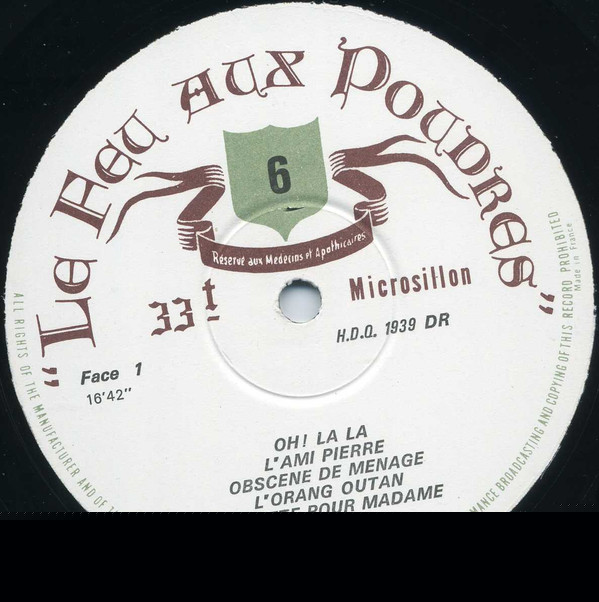 "LE FEU AUX POUDRES"
6
Réservé aux Medecins et Apothicaires
33t
Microsillon
H.D.Q. 1939 DR
Face 1
16'42"
OH! LA LA
L'AMI PIERRE
OBSCENE DE MENAGE
L'ORANG OUTAN
POUR MADAME
ALL RIGHTS OF THE MANUFACTURER AND OF
BROADCASTING AND COPYING OF THIS RECORD PROHIBITED
Made in France